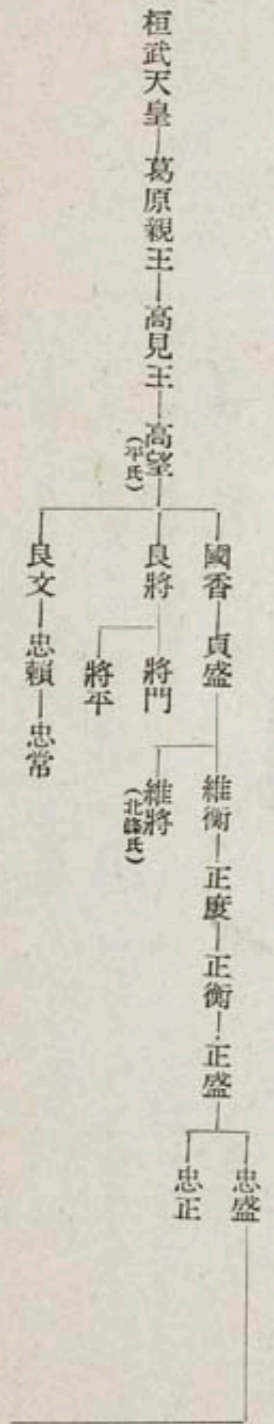 桓武天皇―葛原親王―高見王―高望
(平氏)
國香―貞盛
維衡―正度―正衡―正盛
忠盛
忠正
維將
(北條氏)
良將
將門
將平
良文―忠賴―忠常